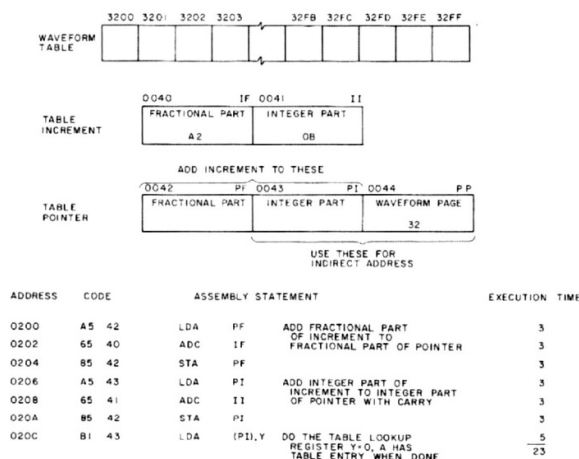 3200 3201 3202 3203 32FB 32FC 32FD 32FE 32FF
WAVEFORM
TABLE
0040 IF 0041 II
TABLE
INCREMENT
FRACTIONAL PART INTEGER PART
A2 0B
ADD INCREMENT TO THESE
0042 PF 0043 PI 0044 PP
TABLE
POINTER
FRACTIONAL PART INTEGER PART WAVEFORM PAGE
32
USE THESE FOR
INDIRECT ADDRESS
ADDRESS CODE ASSEMBLY STATEMENT EXECUTION TIME
0200 A5 42 LDA PF ADD FRACTIONAL PART 3
OF INCREMENT TO
0202 65 40 ADC IF FRACTIONAL PART OF POINTER 3
0204 85 42 STA PF 3
0206 A5 43 LDA PI ADD INTEGER PART OF 3
INCREMENT TO INTEGER PART
0208 65 41 ADC II OF POINTER WITH CARRY 3
020A 85 42 STA PI 3
020C B1 43 LDA (PI),Y DO THE TABLE LOOKUP 5
REGISTER Y=0, A HAS
TABLE ENTRY WHEN DONE 23